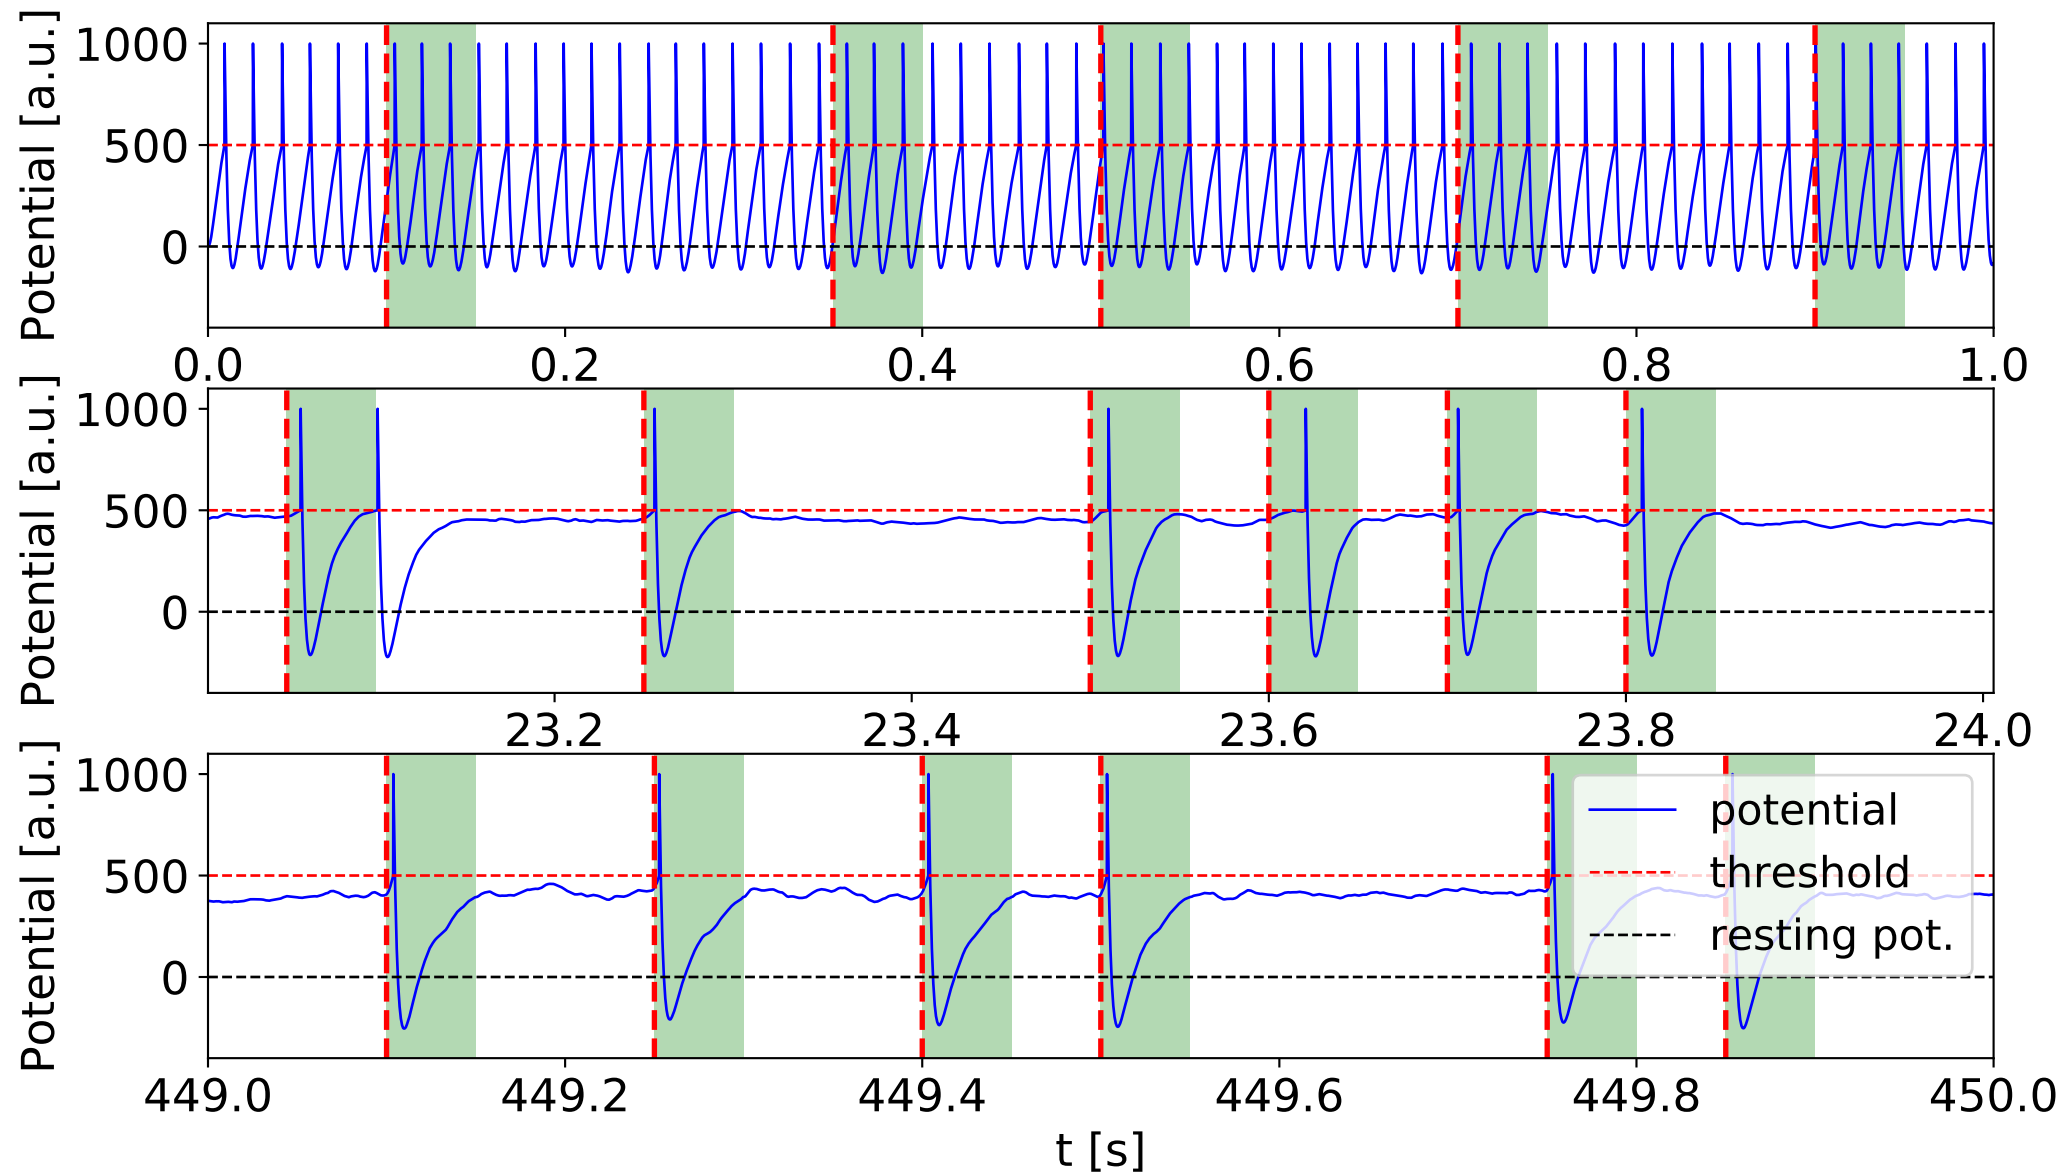 Potential [a.u.]
1000
500
0
0.0 0.2 0.4 0.6 0.8 1.0
Potential [a.u.]
1000
500
0
23.2 23.4 23.6 23.8 24.0
Potential [a.u.]
1000
500
0
potential
threshold
resting pot.
449.0 449.2 449.4 449.6 449.8 450.0
t [s]